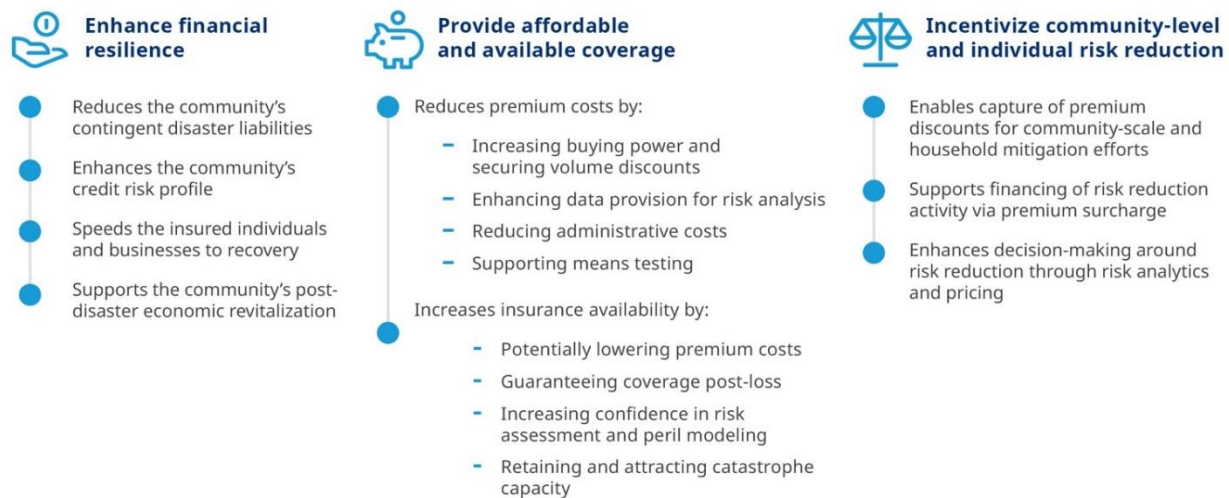 Enhance financial
resilience
Reduces the community’s
contingent disaster liabilities
Enhances the community’s
credit risk profile
Speeds the insured individuals
and businesses to recovery
Supports the community’s post-
disaster economic revitalization
Provide affordable
and available coverage
Reduces premium costs by:
– Increasing buying power and
securing volume discounts
– Enhancing data provision for risk analysis
– Reducing administrative costs
– Supporting means testing
Increases insurance availability by:
– Potentially lowering premium costs
– Guaranteeing coverage post-loss
– Increasing confidence in risk
assessment and peril modeling
– Retaining and attracting catastrophe
capacity
Incentivize community-level
and individual risk reduction
Enables capture of premium
discounts for community-scale and
household mitigation efforts
Supports financing of risk reduction
activity via premium surcharge
Enhances decision-making around
risk reduction through risk analytics
and pricing